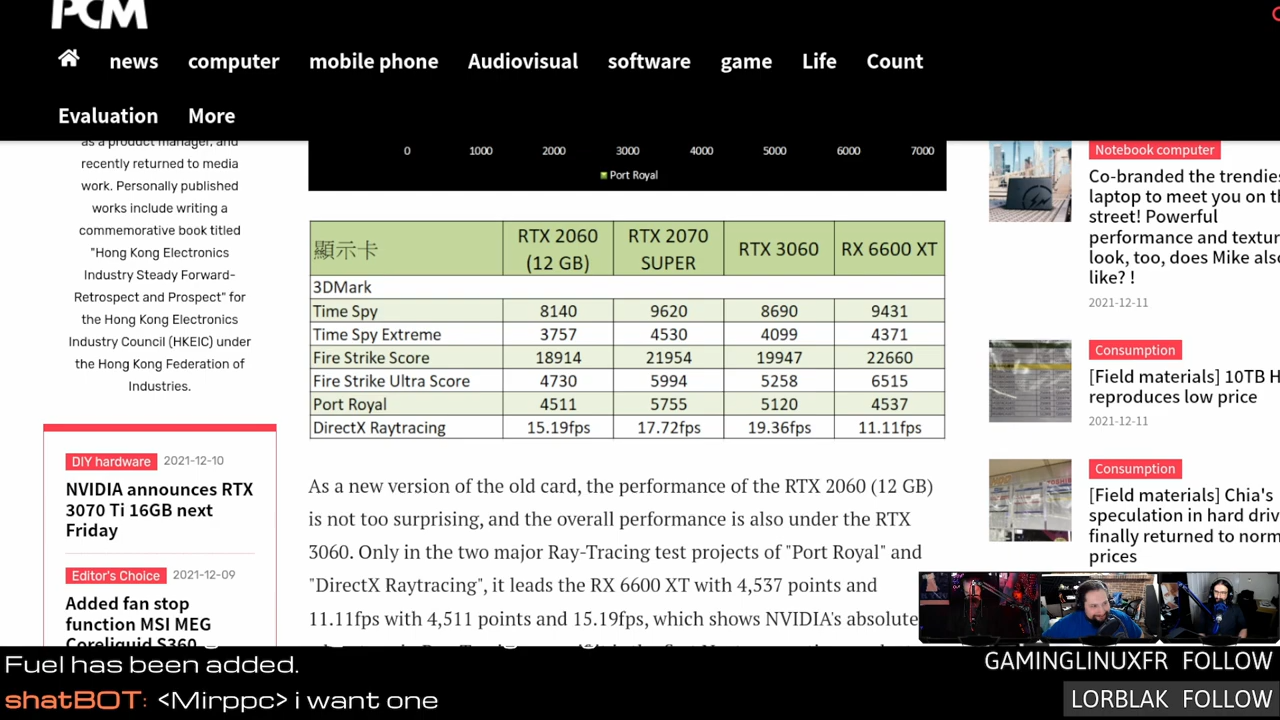 PCM
news computer mobile phone Audiovisual software game Life Count
Evaluation More
as a product manager, and
recently returned to media
work. Personally published
works include writing a
commemorative book titled
"Hong Kong Electronics
Industry Steady Forward-
Retrospect and Prospect" for
the Hong Kong Electronics
Industry Council (HKEIC) under
the Hong Kong Federation of
Industries.
DIY hardware 2021-12-10
NVIDIA announces RTX
3070 Ti 16GB next
Friday
Editor's Choice 2021-12-09
Added fan stop
function MSI MEG
Coreliquid S360
0 1000 2000 3000 4000 5000 6000 7000
Port Royal
顯示卡 RTX 2060 (12 GB) RTX 2070 SUPER RTX 3060 RX 6600 XT
3DMark
Time Spy 8140 9620 8690 9431
Time Spy Extreme 3757 4530 4099 4371
Fire Strike Score 18914 21954 19947 22660
Fire Strike Ultra Score 4730 5994 5258 6515
Port Royal 4511 5755 5120 4537
DirectX Raytracing 15.19fps 17.72fps 19.36fps 11.11fps
As a new version of the old card, the performance of the RTX 2060 (12 GB)
is not too surprising, and the overall performance is also under the RTX
3060. Only in the two major Ray-Tracing test projects of "Port Royal" and
"DirectX Raytracing", it leads the RX 6600 XT with 4,537 points and
11.11fps with 4,511 points and 15.19fps, which shows NVIDIA's absolute
Notebook computer
Co-branded the trendies
laptop to meet you on th
street! Powerful
performance and textur
look, too, does Mike also
like? !
2021-12-11
Consumption
[Field materials] 10TB H
reproduces low price
2021-12-11
Consumption
[Field materials] Chia's
speculation in hard driv
finally returned to norm
prices
Fuel has been added.
shatBOT: <Mirppc> i want one
GAMINGLINUXFR FOLLOW
LORBLAK FOLLOW